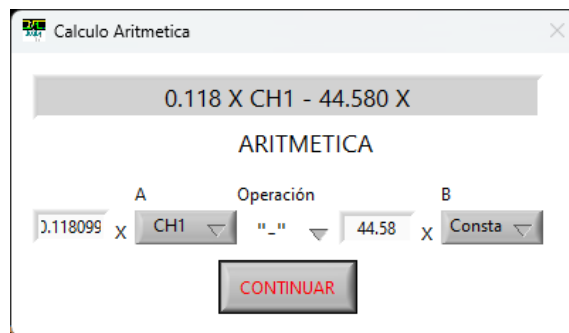 Calculo Aritmetica
0.118 X CH1 - 44.580 X
ARITMETICA
A Operación B
0.118099 X CH1 "-" 44.58 X Consta
CONTINUAR